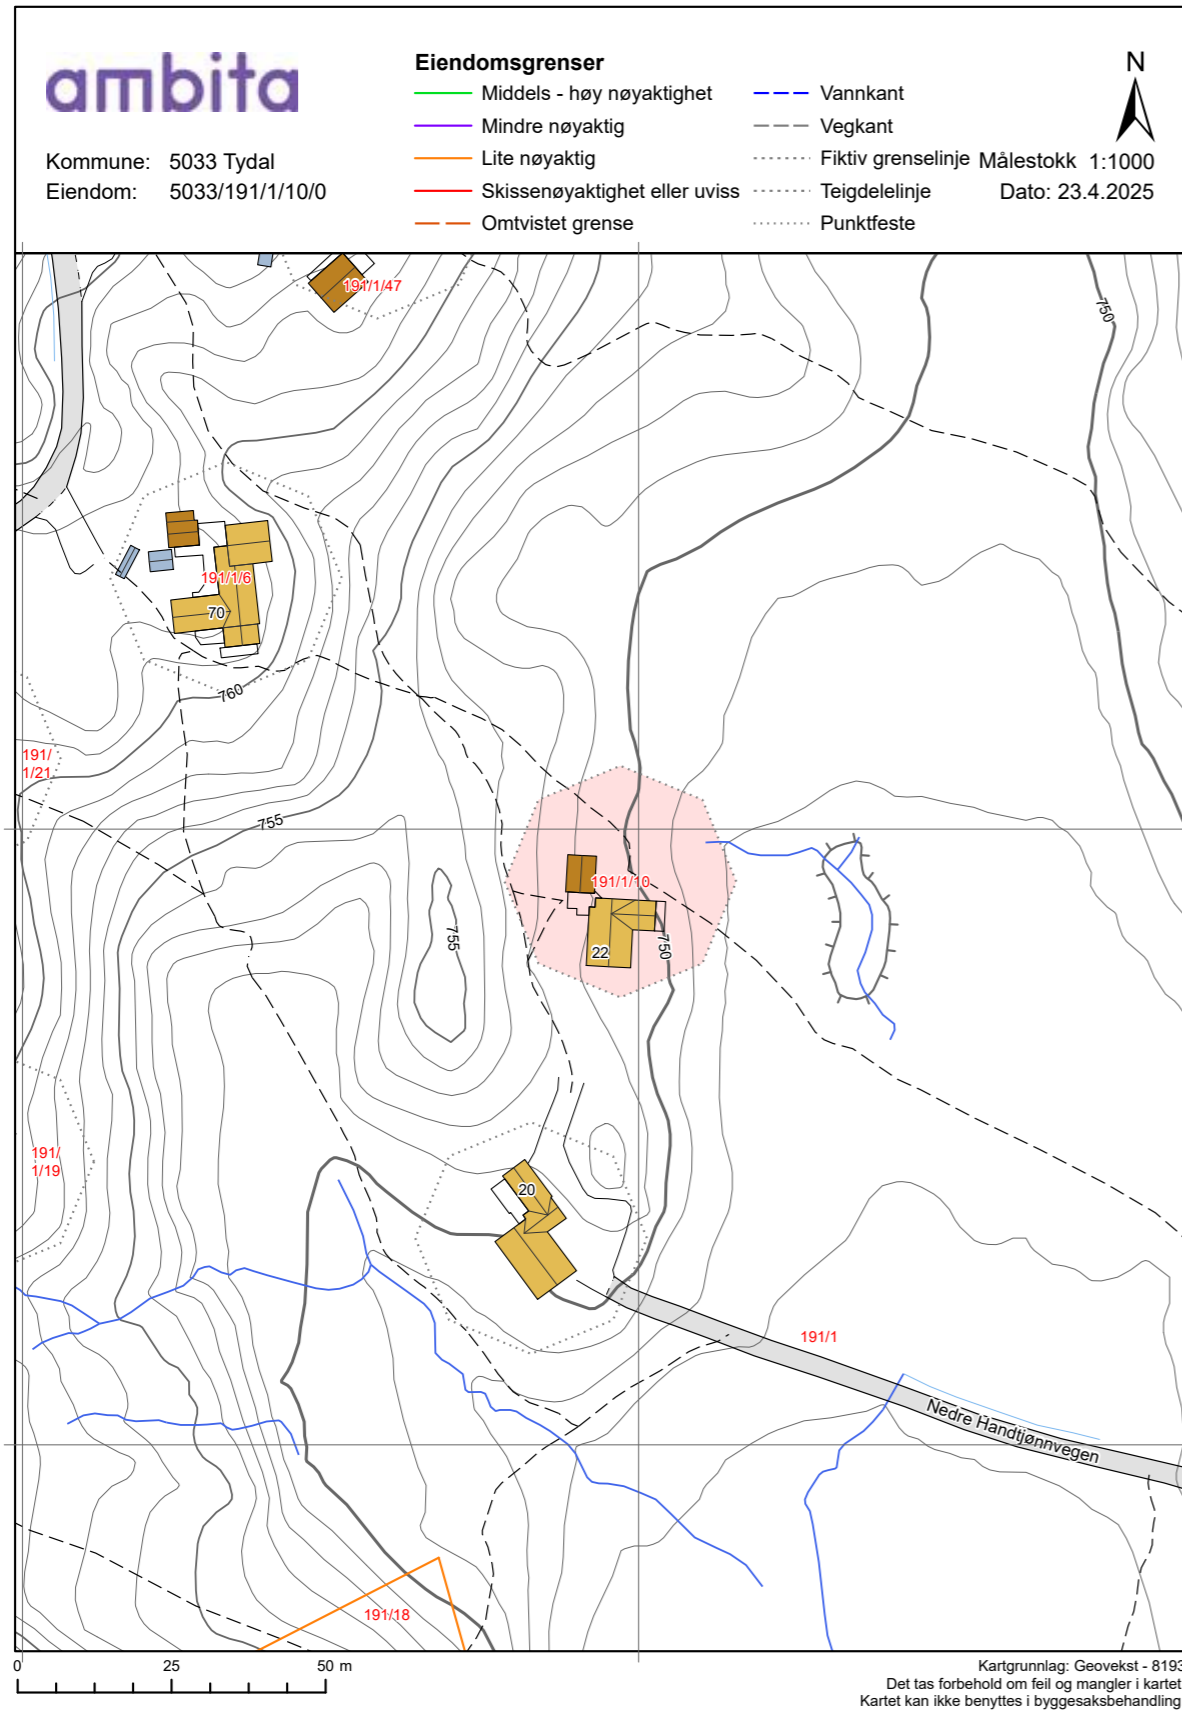 ambita
Kommune: 5033 Tydal
Eiendom: 5033/191/1/10/0
Eiendomsgrenser
Middels - høy nøyaktighet
Mindre nøyaktig
Lite nøyaktig
Skissenøyaktighet eller uviss
Omtvistet grense
Vannkant
Vegkant
Fiktiv grenselinje
Teigdelelinje
Punktfeste
N
Målestokk 1:1000
Dato: 23.4.2025
191/1/47
750
191/1/6
70
760
191/
1/21
755
191/1/10
755
22
750
191/
1/19
20
191/1
Nedre Handtjønnvegen
191/18
0 25 50 m
Kartgrunnlag: Geovekst - 8193
Det tas forbehold om feil og mangler i kartet
Kartet kan ikke benyttes i byggesaksbehandling